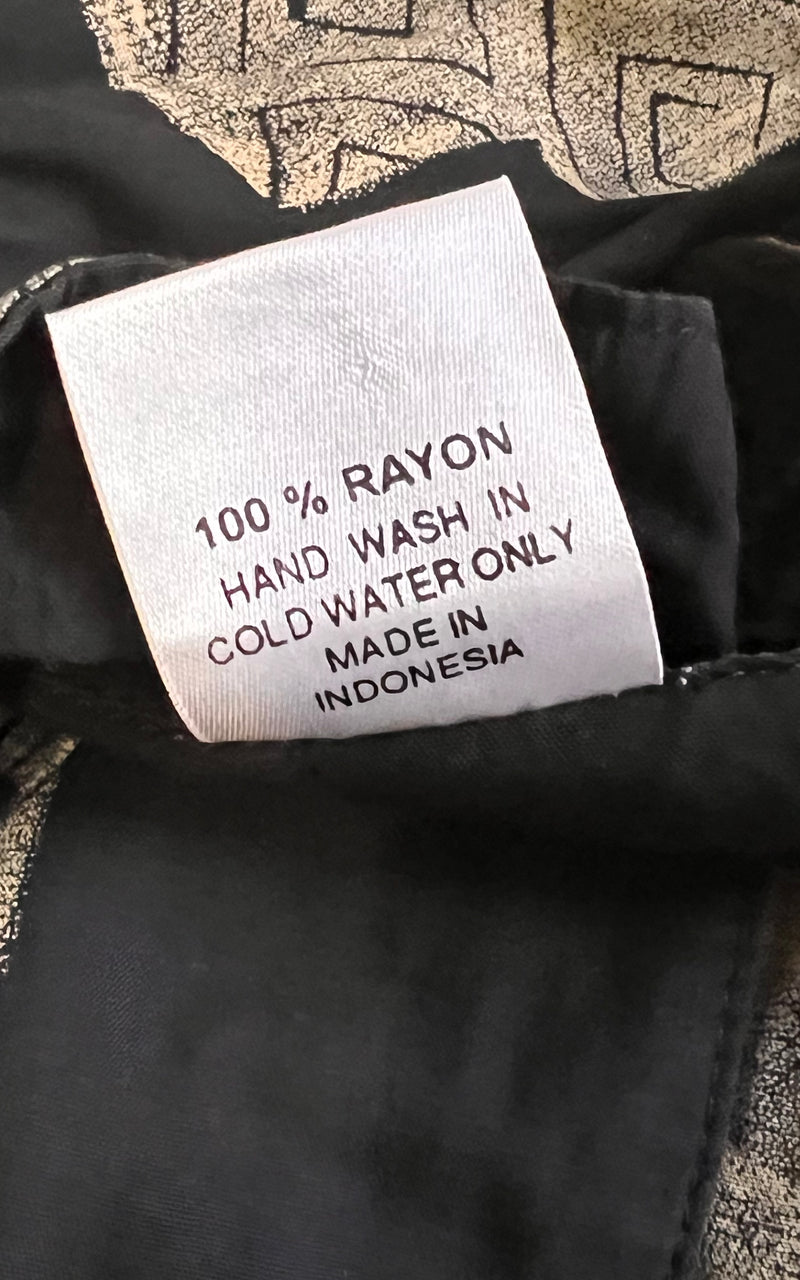 100 % RAYON
HAND WASH IN
COLD WATER ONLY
MADE IN
INDONESIA